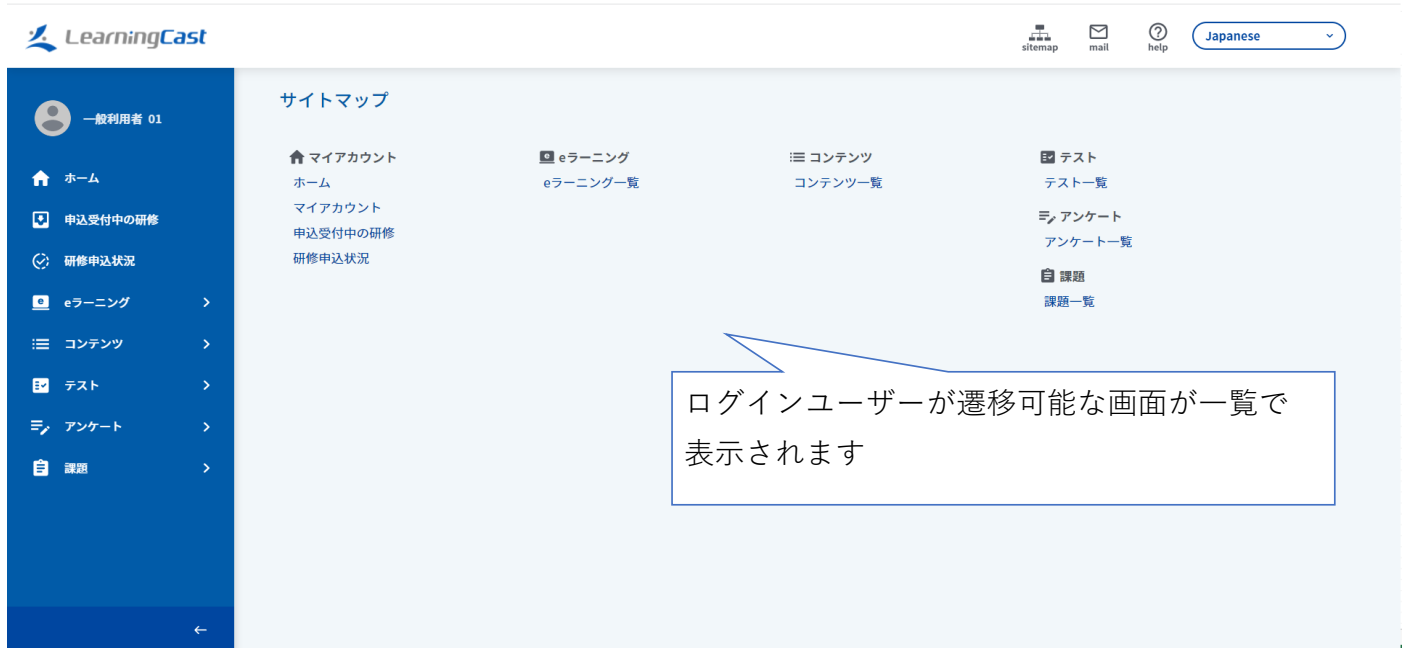 LearningCast
sitemap
mail
help
Japanese
一般利用者 01
ホーム
申込受付中の研修
研修申込状況
eラーニング
コンテンツ
テスト
アンケート
課題
サイトマップ
マイアカウント
ホーム
マイアカウント
申込受付中の研修
研修申込状況
eラーニング
eラーニング一覧
コンテンツ
コンテンツ一覧
テスト
テスト一覧
アンケート
アンケート一覧
課題
課題一覧
ログインユーザーが遷移可能な画面が一覧で
表示されます